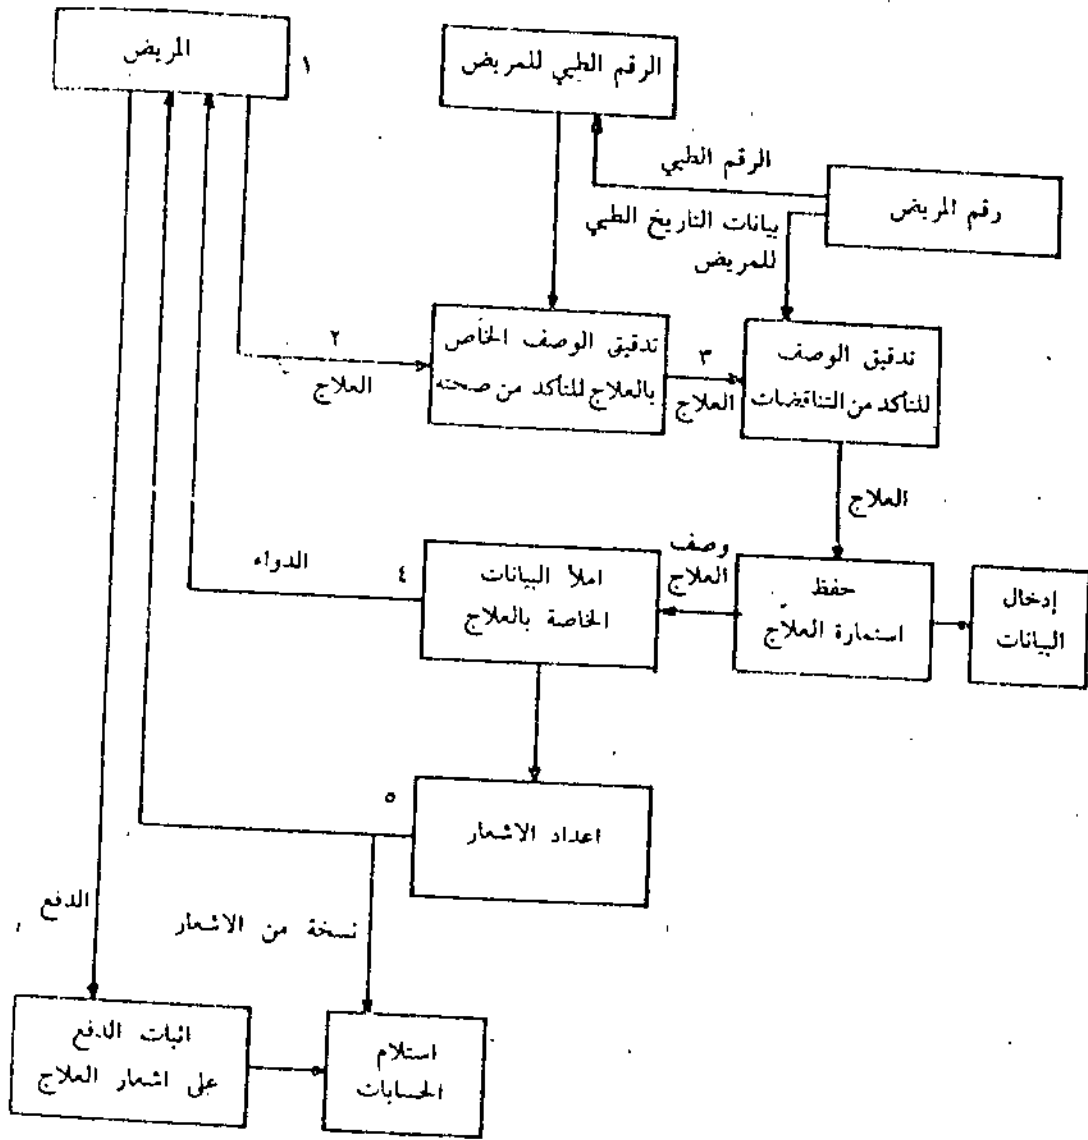 المريض
١
الرقم الطبي للمريض
الرقم الطبي
رقم المريض
بيانات التاريخ الطبي
للمريض
٢
العلاج
تدقيق الوصف الخاص
بالعلاج للتأكد من صحته
٣
العلاج
تدقيق الوصف
للتأكد من التناقضات
العلاج
وصف
العلاج
الدواء
٤
املأ البيانات
الخاصة بالعلاج
حفظ
استمارة العلاج
إدخال
البيانات
٥
اعداد الاشعار
الدفع
نسخة من الاشعار
اثبات الدفع
على اشعار العلاج
استلام
الحسابات